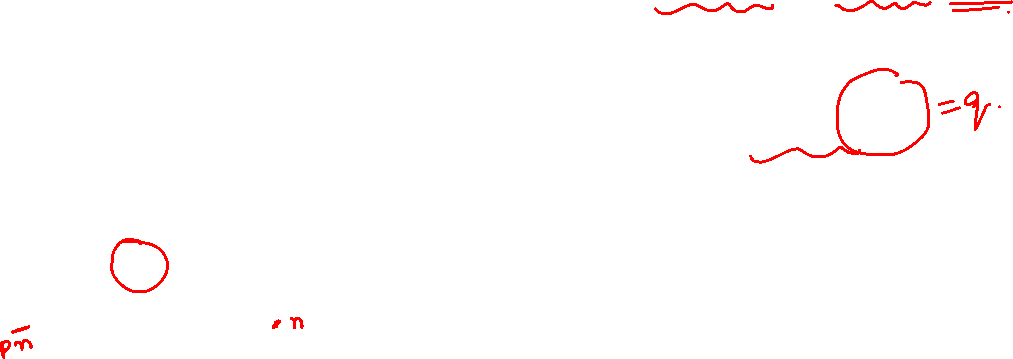 = q.
n
pn